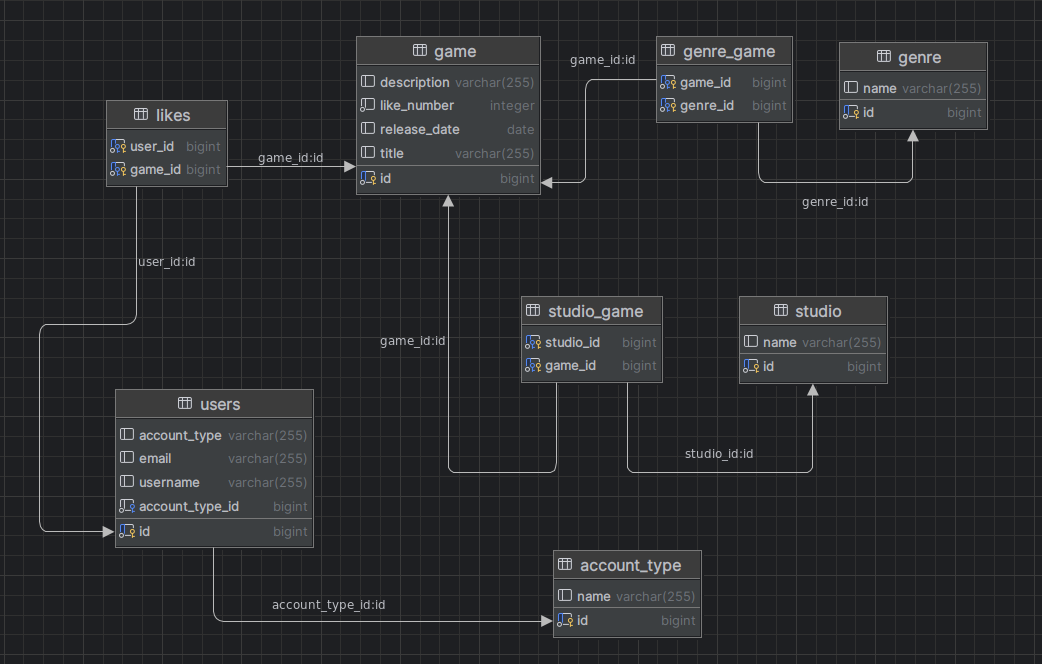 game
description varchar(255)
like_number integer
release_date date
title varchar(255)
id bigint
genre_game
game_id bigint
genre_id bigint
genre
name varchar(255)
id bigint
likes
user_id bigint
game_id bigint
game_id:id
game_id:id
genre_id:id
user_id:id
game_id:id
studio_game
studio_id bigint
game_id bigint
studio
name varchar(255)
id bigint
studio_id:id
users
account_type varchar(255)
email varchar(255)
username varchar(255)
account_type_id bigint
id bigint
account_type_id:id
account_type
name varchar(255)
id bigint